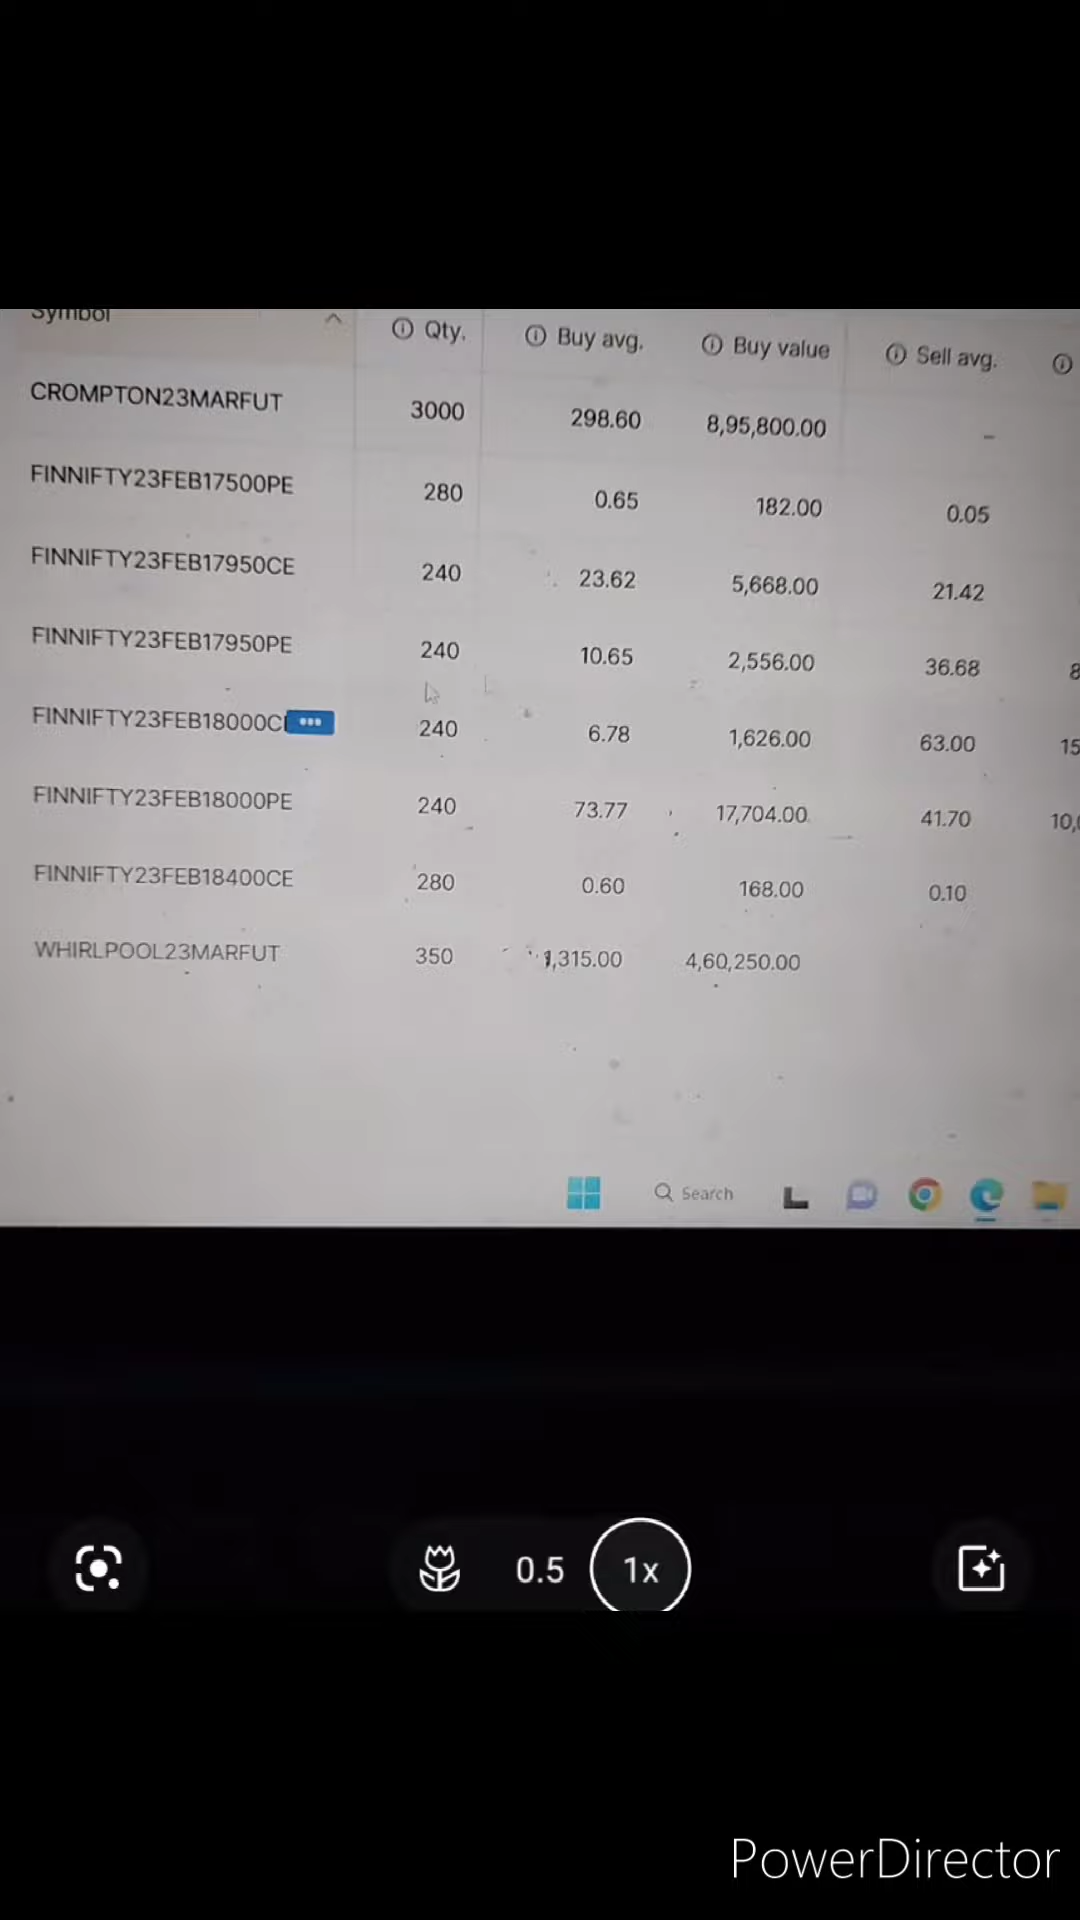 Symbol Qty. Buy avg. Buy value Sell avg.
CROMPTON23MARFUT 3000 298.60 8,95,800.00 –
FINNIFTY23FEB17500PE 280 0.65 182.00 0.05
FINNIFTY23FEB17950CE 240 23.62 5,668.00 21.42
FINNIFTY23FEB17950PE 240 10.65 2,556.00 36.68 8
FINNIFTY23FEB18000C 240 6.78 1,626.00 63.00 15
FINNIFTY23FEB18000PE 240 73.77 17,704.00 41.70 10,
FINNIFTY23FEB18400CE 280 0.60 168.00 0.10
WHIRLPOOL23MARFUT 350 1,315.00 4,60,250.00
Search
0.5 1x
PowerDirector